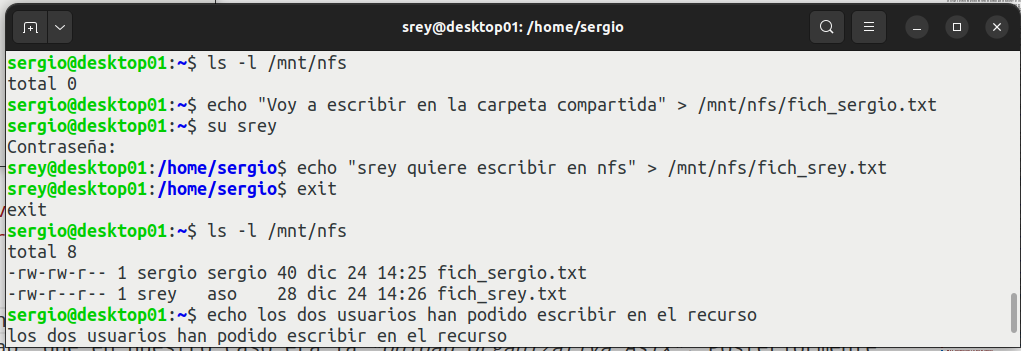 srey@desktop01: /home/sergio
sergio@desktop01:~$ ls -l /mnt/nfs
total 0
sergio@desktop01:~$ echo "Voy a escribir en la carpeta compartida" > /mnt/nfs/fich_sergio.txt
sergio@desktop01:~$ su srey
Contraseña:
srey@desktop01:/home/sergio$ echo "srey quiere escribir en nfs" > /mnt/nfs/fich_srey.txt
srey@desktop01:/home/sergio$ exit
exit
sergio@desktop01:~$ ls -l /mnt/nfs
total 8
-rw-rw-r-- 1 sergio sergio 40 dic 24 14:25 fich_sergio.txt
-rw-r--r-- 1 srey   aso    28 dic 24 14:26 fich_srey.txt
sergio@desktop01:~$ echo los dos usuarios han podido escribir en el recurso
los dos usuarios han podido escribir en el recurso